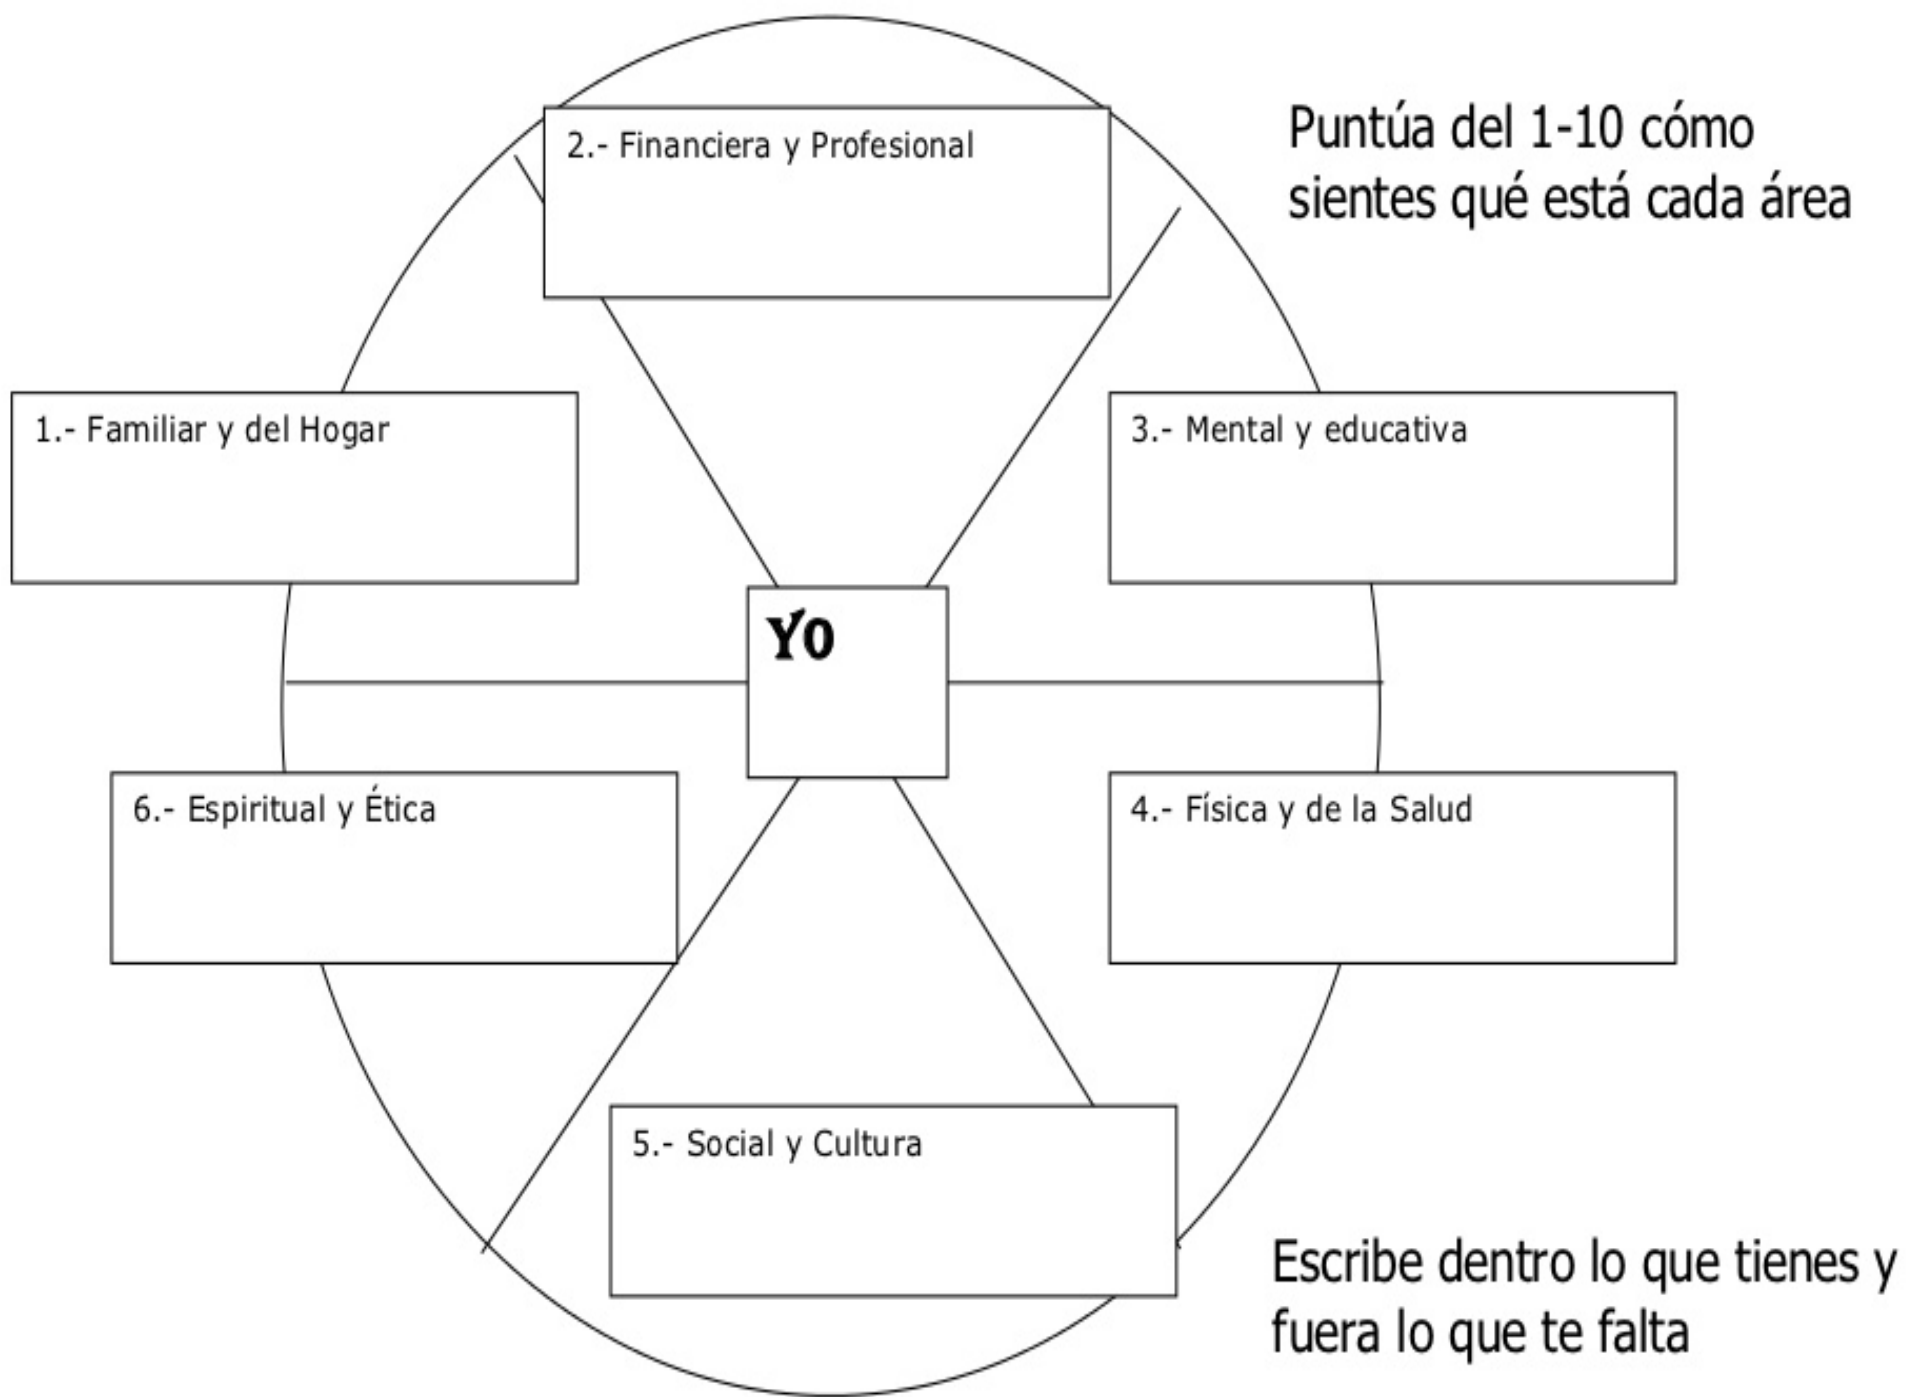 2.- Financiera y Profesional
Puntúa del 1-10 cómo
sientes qué está cada área
1.- Familiar y del Hogar
3.- Mental y educativa
YO
6.- Espiritual y Ética
4.- Física y de la Salud
5.- Social y Cultura
Escribe dentro lo que tienes y
fuera lo que te falta